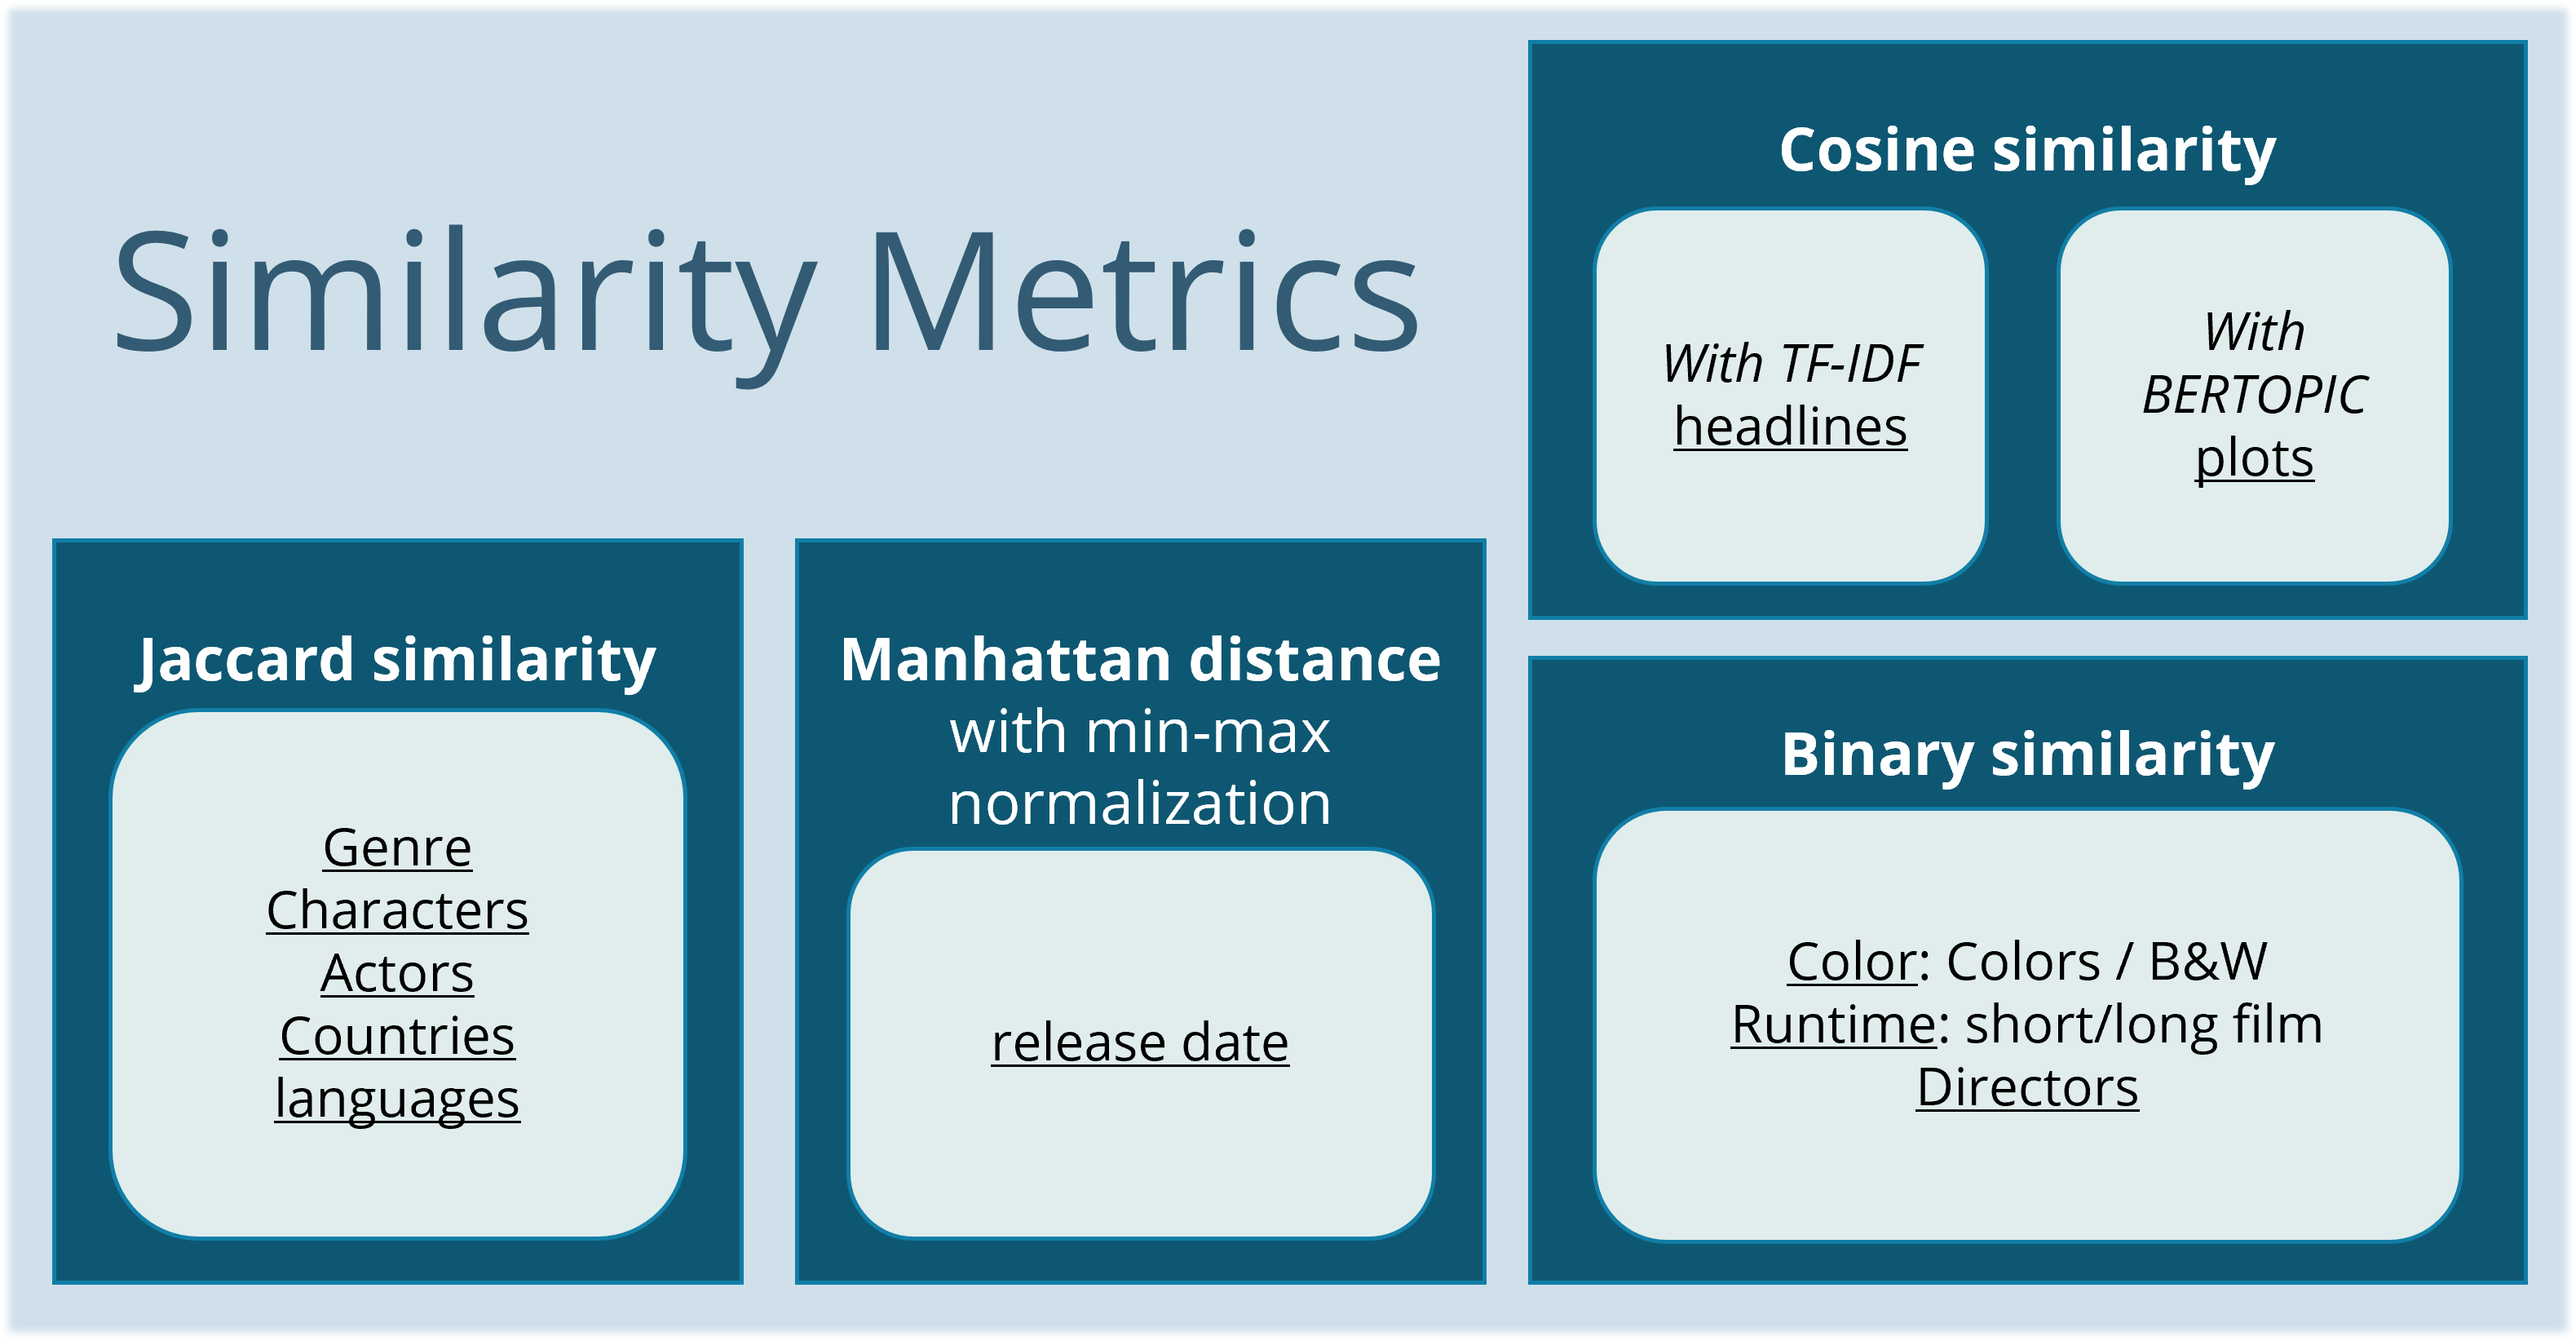 Similarity Metrics
Cosine similarity
With TF-IDF
headlines
With
BERTOPIC
plots
Jaccard similarity
Genre
Characters
Actors
Countries
languages
Manhattan distance
with min-max
normalization
release date
Binary similarity
Color: Colors / B&W
Runtime: short/long film
Directors